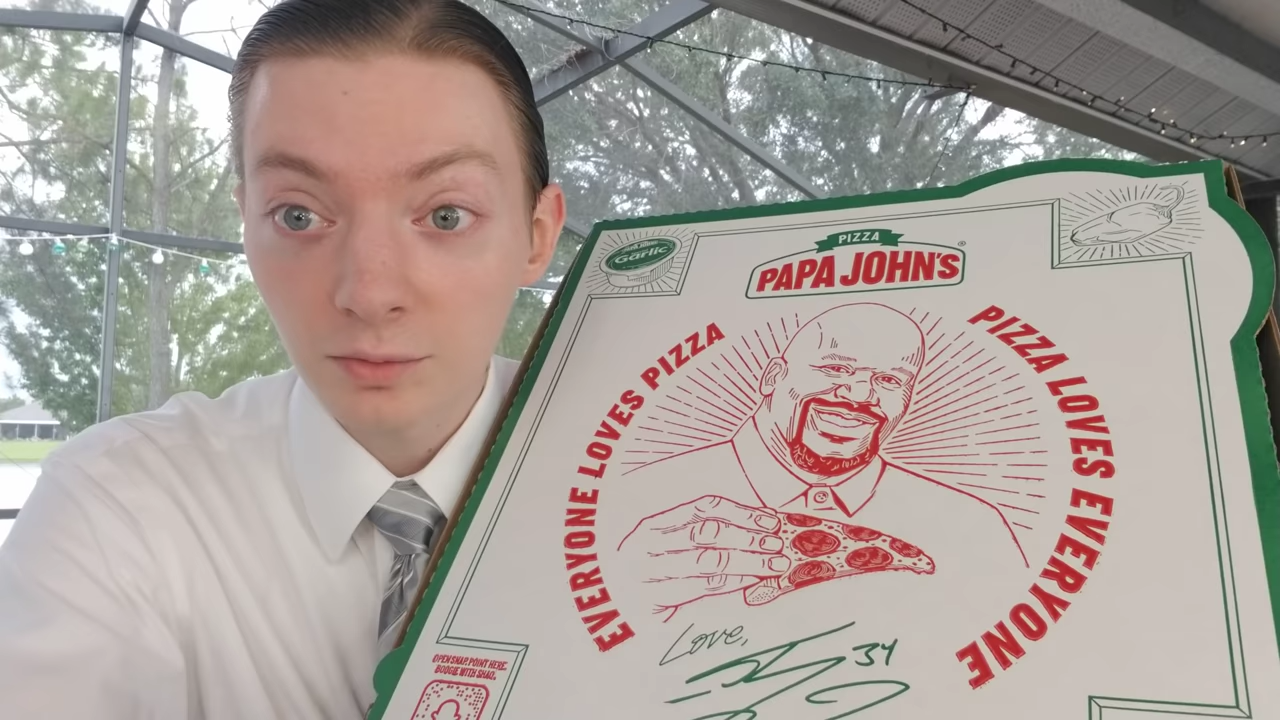 Garlic
PIZZA
PAPA JOHN'S®
EVERYONE LOVES PIZZA
PIZZA LOVES EVERYONE
Love,
34
OPEN SNAP. POINT HERE.
BOOGIE WITH SHAQ.